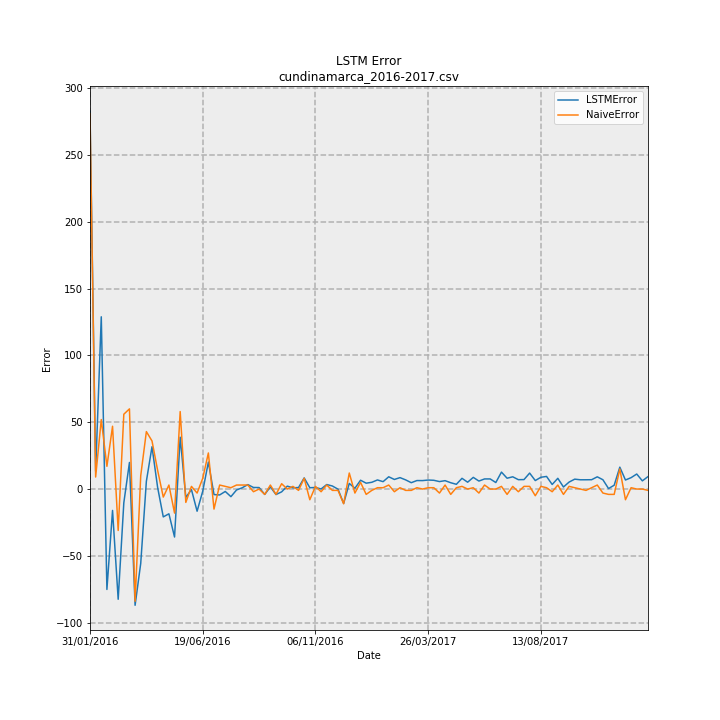 LSTM Error
cundinamarca_2016-2017.csv
LSTMError
NaiveError
300
250
200
150
100
50
0
−50
−100
Error
31/01/2016
19/06/2016
06/11/2016
26/03/2017
13/08/2017
Date